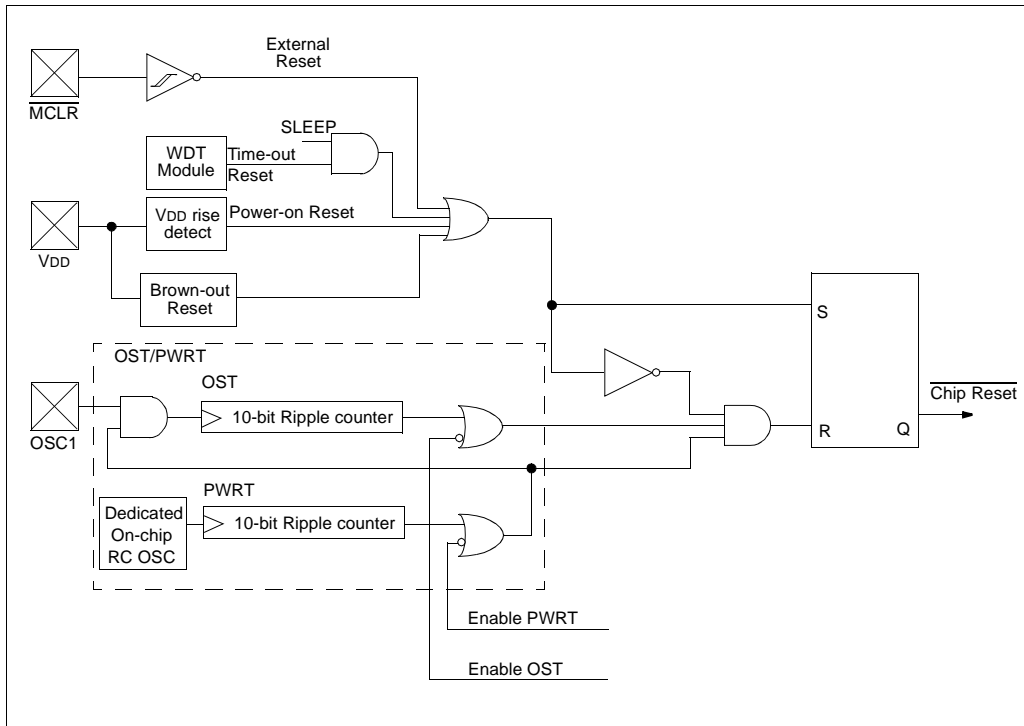 External
Reset
MCLR
SLEEP
WDT
Module
Time-out
Reset
VDD rise
detect
Power-on Reset
VDD
Brown-out
Reset
S
OST/PWRT
OST
Chip Reset
10-bit Ripple counter
OSC1
R
Q
PWRT
Dedicated
On-chip
RC OSC
10-bit Ripple counter
Enable PWRT
Enable OST